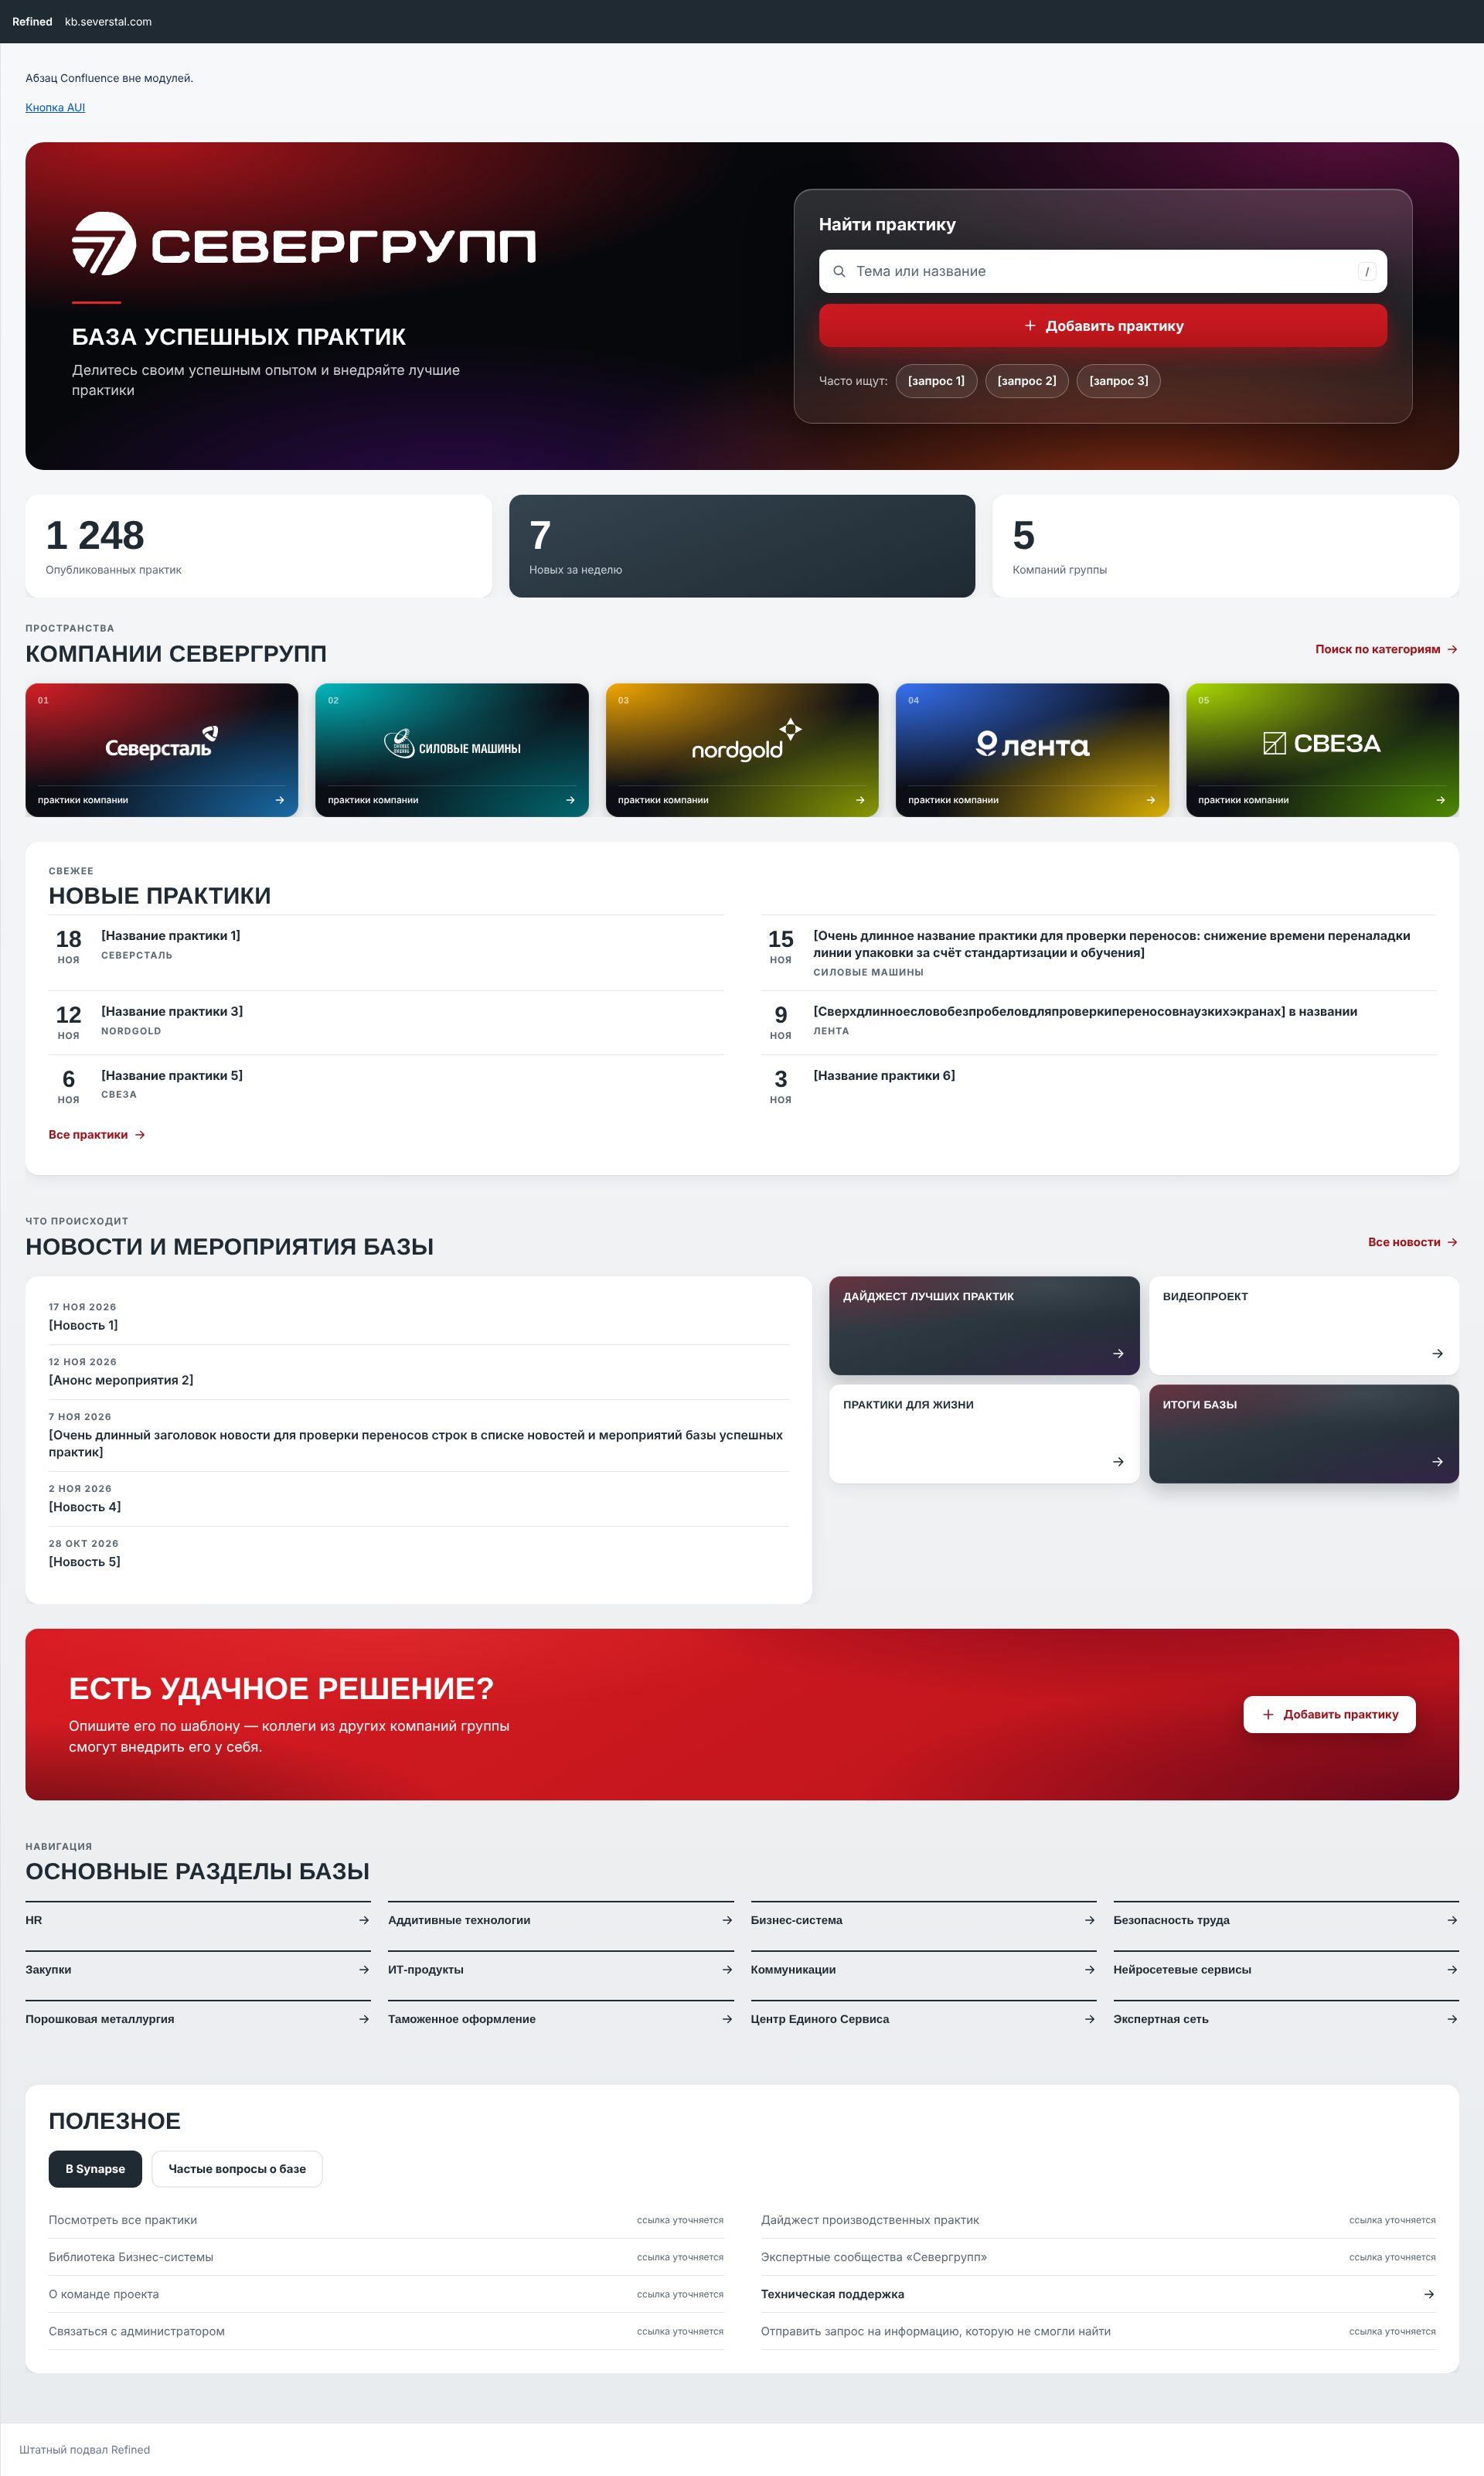 Refined kb.severstal.com
Абзац Confluence вне модулей.
Кнопка AUI
СЕВЕРГРУПП
БАЗА УСПЕШНЫХ ПРАКТИК
Делитесь своим успешным опытом и внедряйте лучшие
практики
Найти практику
Тема или название /
+ Добавить практику
Часто ищут: [запрос 1] [запрос 2] [запрос 3]
1 248
Опубликованных практик
7
Новых за неделю
5
Компаний группы
ПРОСТРАНСТВА
КОМПАНИИ СЕВЕРГРУПП
Поиск по категориям →
01
Северсталь
практики компании →
02
СИЛОВЫЕ МАШИНЫ
практики компании →
03
nordgold
практики компании →
04
лента
практики компании →
05
СВЕЗА
практики компании →
СВЕЖЕЕ
НОВЫЕ ПРАКТИКИ
18 НОЯ
[Название практики 1]
СЕВЕРСТАЛЬ
15 НОЯ
[Очень длинное название практики для проверки переносов: снижение времени переналадки
линии упаковки за счёт стандартизации и обучения]
СИЛОВЫЕ МАШИНЫ
12 НОЯ
[Название практики 3]
NORDGOLD
9 НОЯ
[Сверхдлинноесловобезпробеловдляпроверкипереносовнаузкихэкранах] в названии
ЛЕНТА
6 НОЯ
[Название практики 5]
СВЕЗА
3 НОЯ
[Название практики 6]
Все практики →
ЧТО ПРОИСХОДИТ
НОВОСТИ И МЕРОПРИЯТИЯ БАЗЫ
Все новости →
17 НОЯ 2026
[Новость 1]
12 НОЯ 2026
[Анонс мероприятия 2]
7 НОЯ 2026
[Очень длинный заголовок новости для проверки переносов строк в списке новостей и мероприятий базы успешных
практик]
2 НОЯ 2026
[Новость 4]
28 ОКТ 2026
[Новость 5]
ДАЙДЖЕСТ ЛУЧШИХ ПРАКТИК →
ВИДЕОПРОЕКТ →
ПРАКТИКИ ДЛЯ ЖИЗНИ →
ИТОГИ БАЗЫ →
ЕСТЬ УДАЧНОЕ РЕШЕНИЕ?
Опишите его по шаблону — коллеги из других компаний группы
смогут внедрить его у себя.
+ Добавить практику
НАВИГАЦИЯ
ОСНОВНЫЕ РАЗДЕЛЫ БАЗЫ
HR → Аддитивные технологии → Бизнес-система → Безопасность труда →
Закупки → ИТ-продукты → Коммуникации → Нейросетевые сервисы →
Порошковая металлургия → Таможенное оформление → Центр Единого Сервиса → Экспертная сеть →
ПОЛЕЗНОЕ
В Synapse Частые вопросы о базе
Посмотреть все практики ссылка уточняется
Дайджест производственных практик ссылка уточняется
Библиотека Бизнес-системы ссылка уточняется
Экспертные сообщества «Севергрупп» ссылка уточняется
О команде проекта ссылка уточняется
Техническая поддержка →
Связаться с администратором ссылка уточняется
Отправить запрос на информацию, которую не смогли найти ссылка уточняется
Штатный подвал Refined